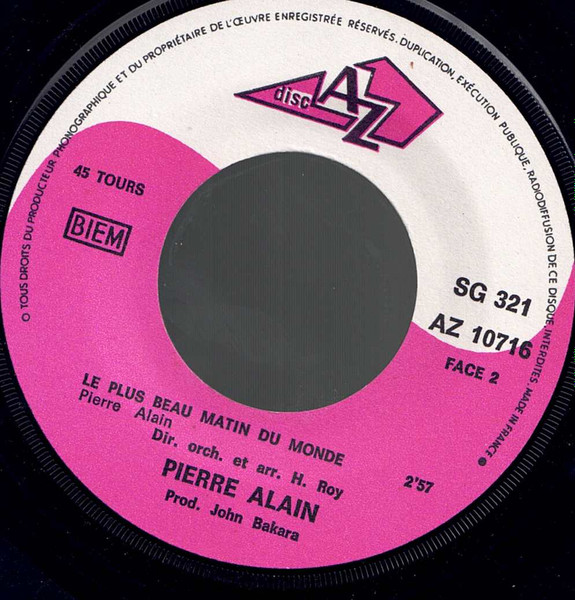 ℗ TOUS DROITS DU PRODUCTEUR PHONOGRAPHIQUE ET DU PROPRIÉTAIRE DE L'ŒUVRE ENREGISTRÉE RÉSERVÉS. DUPLICATION, EXÉCUTION PUBLIQUE, RADIODIFFUSION DE CE DISQUE INTERDITES. MADE IN FRANCE
disc AZ
45 TOURS
BIEM
SG 321
AZ 10716
FACE 2
LE PLUS BEAU MATIN DU MONDE
Pierre Alain
Dir. orch. et arr. H. Roy
2'57
PIERRE ALAIN
Prod. John Bakara